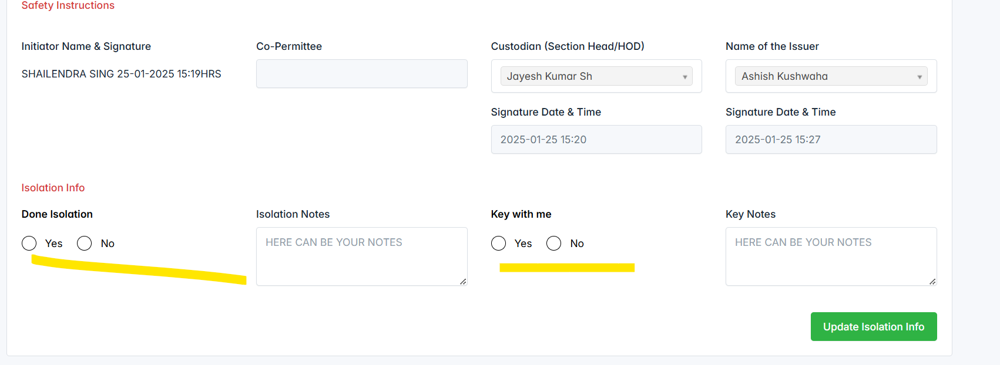 Safety Instructions
Initiator Name & Signature
SHAILENDRA SING 25-01-2025 15:19HRS
Co-Permittee
Custodian (Section Head/HOD)
Jayesh Kumar Sh
Signature Date & Time
2025-01-25 15:20
Name of the Issuer
Ashish Kushwaha
Signature Date & Time
2025-01-25 15:27
Isolation Info
Done Isolation
Yes No
Isolation Notes
HERE CAN BE YOUR NOTES
Key with me
Yes No
Key Notes
HERE CAN BE YOUR NOTES
Update Isolation Info